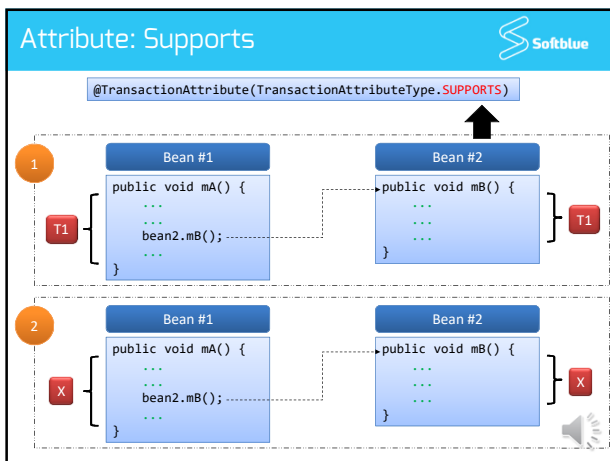 Attribute: Supports
Softblue
@TransactionAttribute(TransactionAttributeType.SUPPORTS)
1
Bean #1
public void mA() {
...
...
bean2.mB();
...
}
T1
Bean #2
public void mB() {
...
...
...
}
T1
2
Bean #1
public void mA() {
...
...
bean2.mB();
...
}
X
Bean #2
public void mB() {
...
...
...
}
X